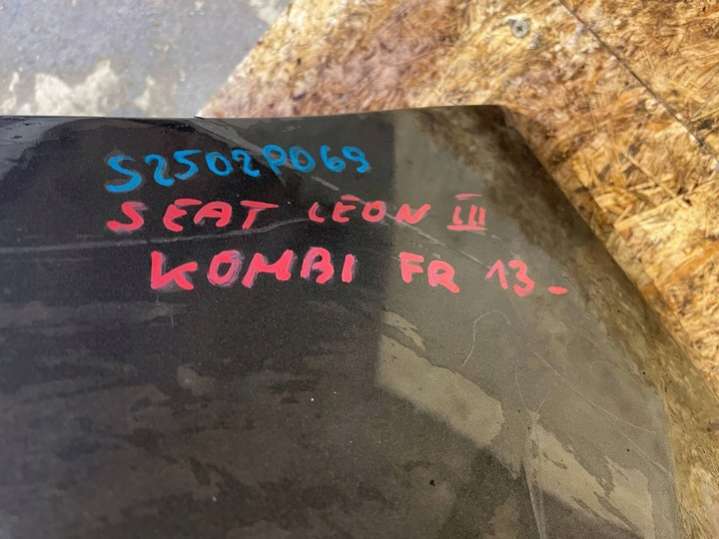 S2502P069
SEAT LEON III
KOMBI FR 13-